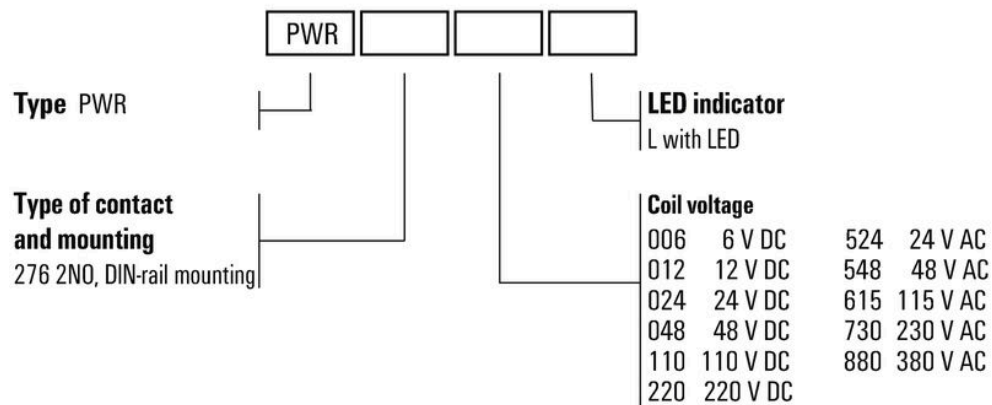 PWR
Type PWR
LED indicator
L with LED
Type of contact
and mounting
276 2NO, DIN-rail mounting
Coil voltage
006 6 V DC 524 24 V AC
012 12 V DC 548 48 V AC
024 24 V DC 615 115 V AC
048 48 V DC 730 230 V AC
110 110 V DC 880 380 V AC
220 220 V DC